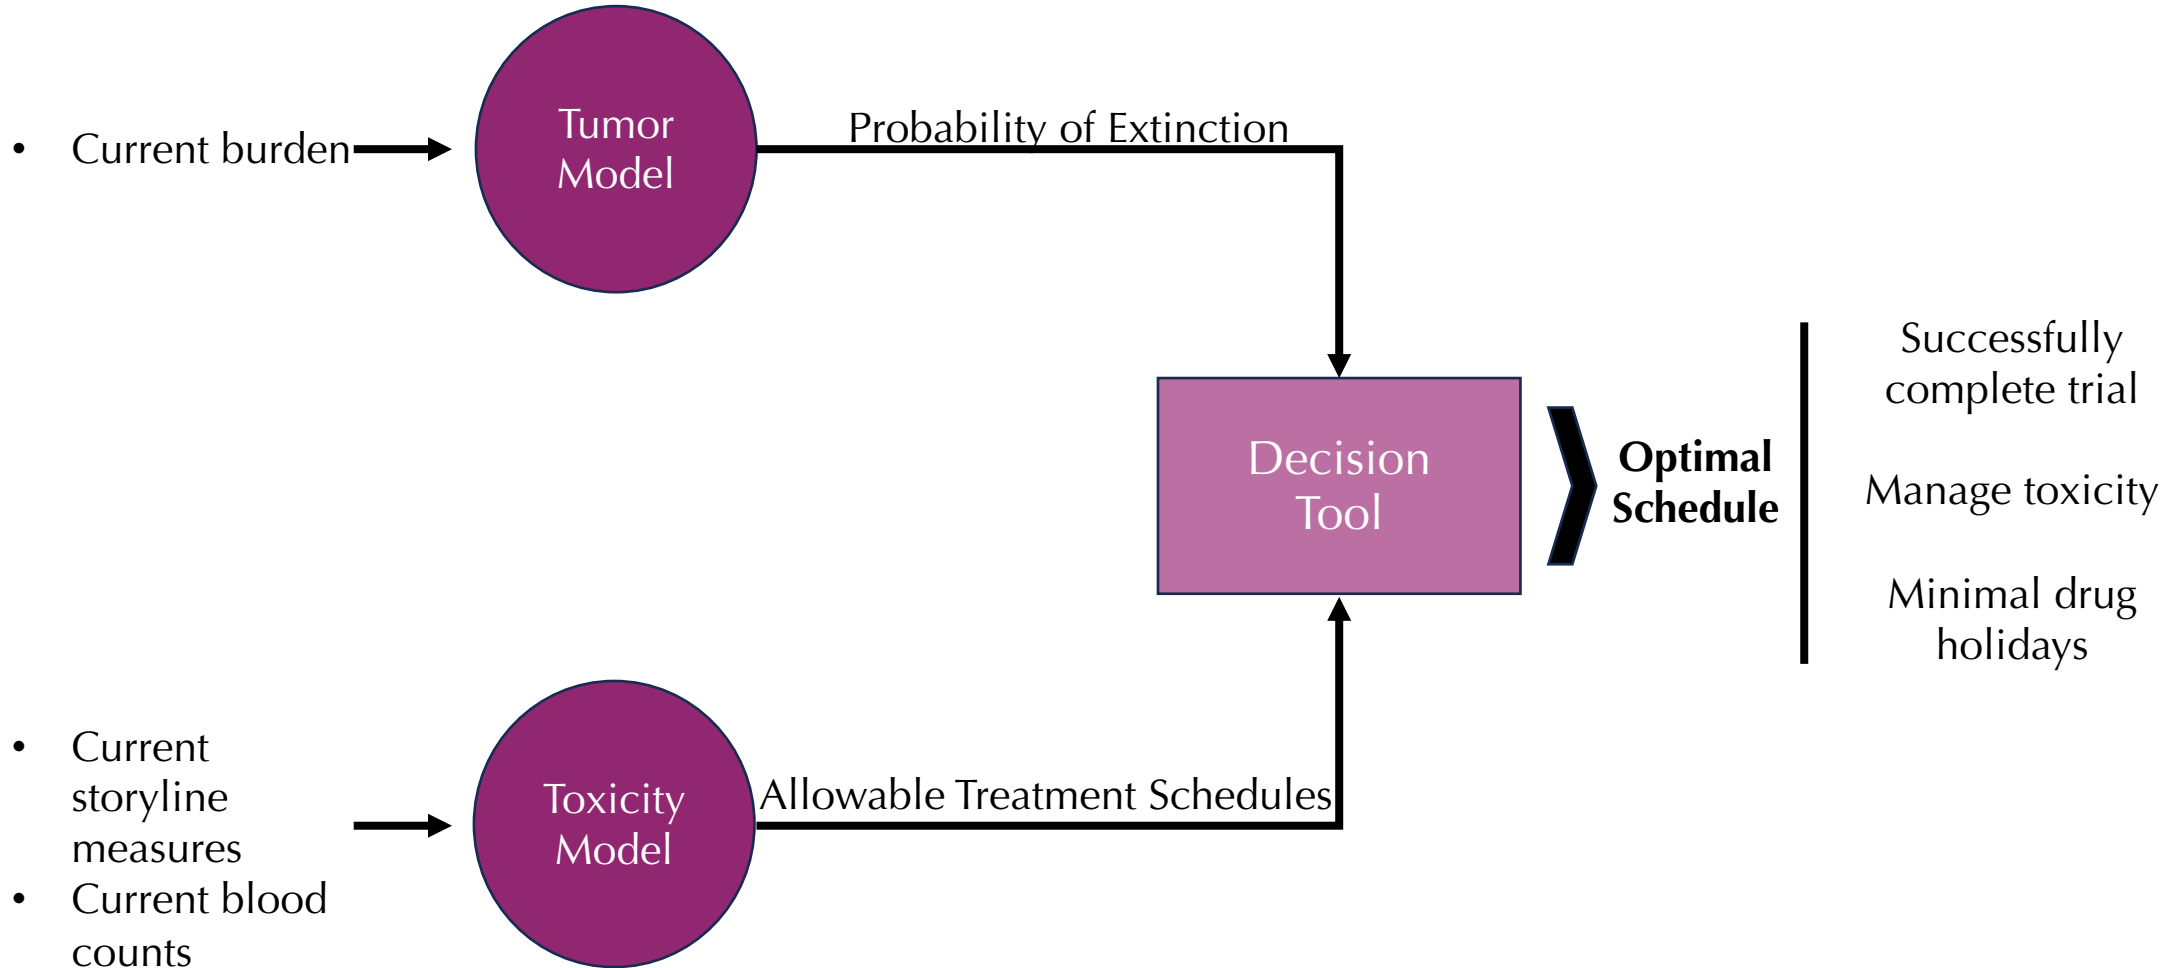 • Current burden
Tumor
Model
Probability of Extinction
Decision
Tool
Optimal
Schedule
Successfully
complete trial
Manage toxicity
Minimal drug
holidays
• Current
storyline
measures
• Current blood
counts
Toxicity
Model
Allowable Treatment Schedules